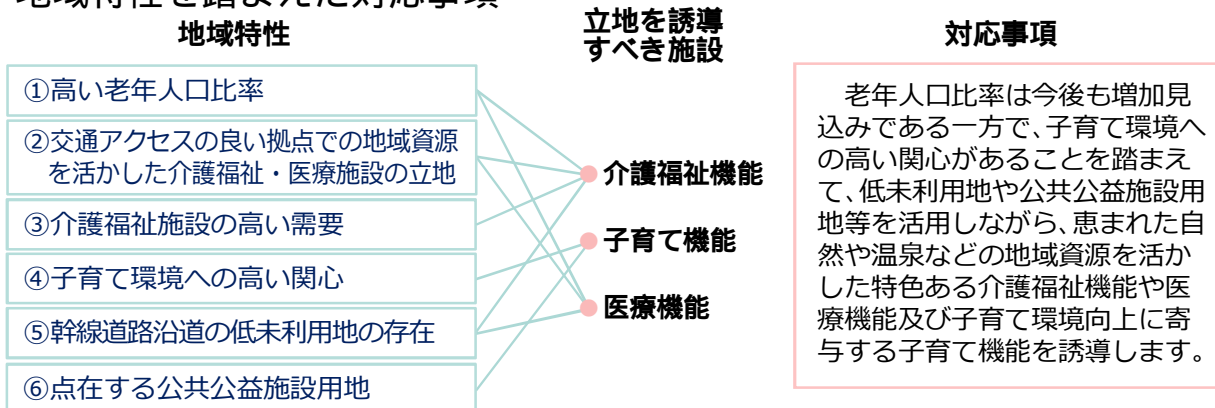 地域特性を踏まえた対応事項
地域特性
①高い老年人口比率
②交通アクセスの良い拠点での地域資源
を活かした介護福祉・医療施設の立地
③介護福祉施設の高い需要
④子育て環境への高い関心
⑤幹線道路沿道の低未利用地の存在
⑥点在する公共公益施設用地
立地を誘導
すべき施設
介護福祉機能
子育て機能
医療機能
対応事項
老年人口比率は今後も増加見
込みである一方で、子育て環境へ
の高い関心があることを踏まえ
て、低未利用地や公共公益施設用
地等を活用しながら、恵まれた自
然や温泉などの地域資源を活か
した特色ある介護福祉機能や医
療機能及び子育て環境向上に寄
与する子育て機能を誘導します。